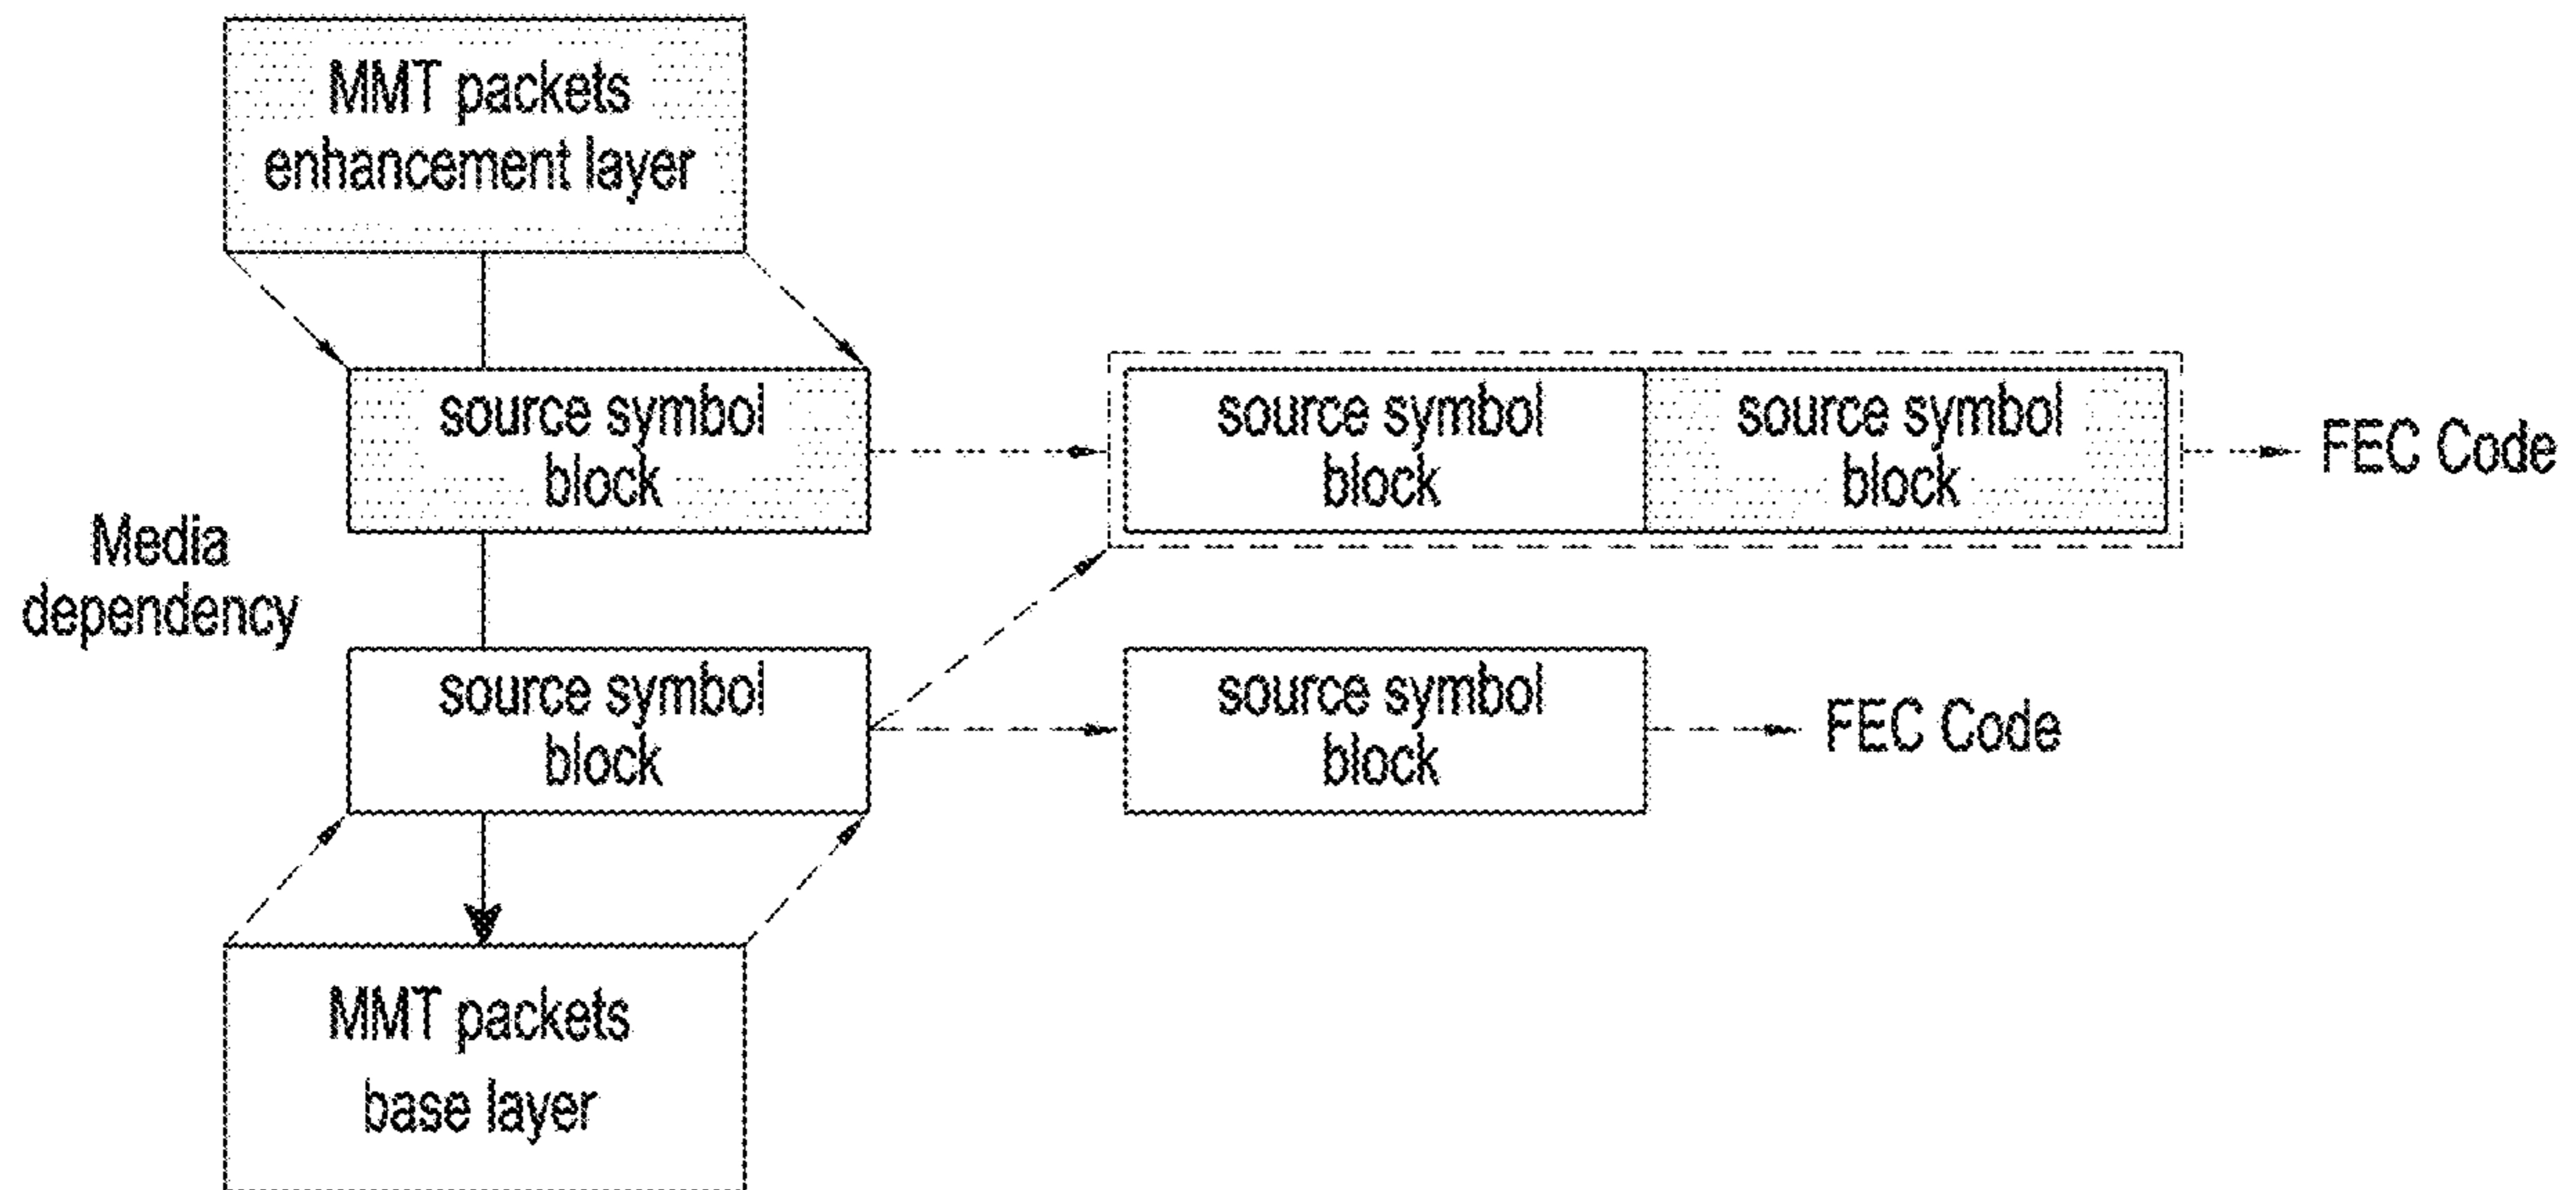 MMT packets
enhancement layer
source symbol
block
source symbol
block
source symbol
block
FEC Code
Media
dependency
source symbol
block
source symbol
block
FEC Code
MMT packets
base layer